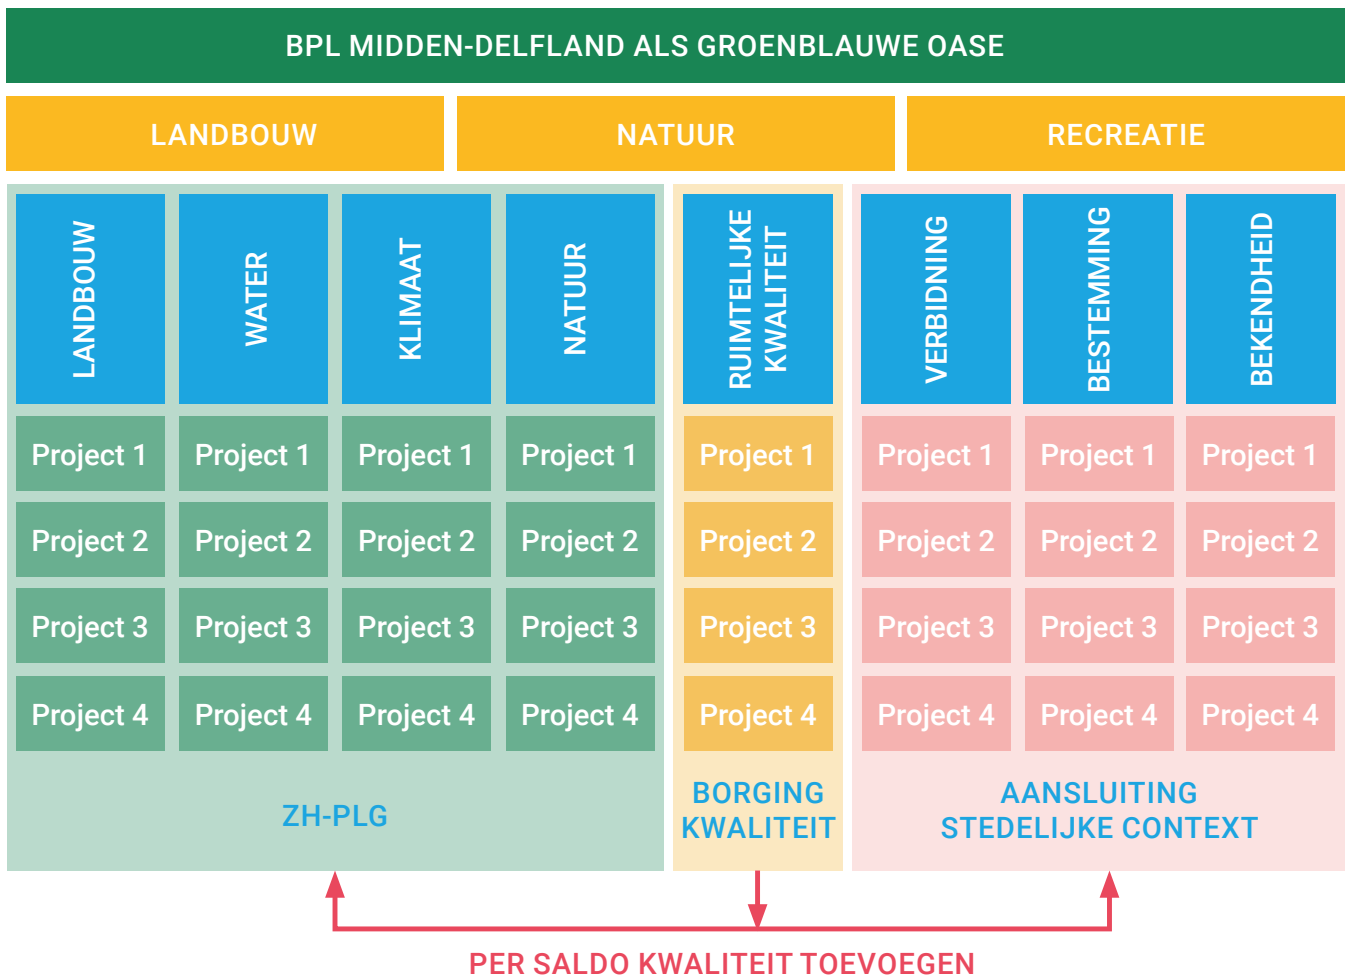 BPL MIDDEN-DELFLAND ALS GROENBLAUWE OASE
LANDBOUW
NATUUR
RECREATIE
LANDBOUW
WATER
KLIMAAT
NATUUR
RUIMTELIJKE
KWALITEIT
VERBIDNING
BESTEMMING
BEKENDHEID
Project 1
Project 1
Project 1
Project 1
Project 1
Project 1
Project 1
Project 1
Project 2
Project 2
Project 2
Project 2
Project 2
Project 2
Project 2
Project 2
Project 3
Project 3
Project 3
Project 3
Project 3
Project 3
Project 3
Project 3
Project 4
Project 4
Project 4
Project 4
Project 4
Project 4
Project 4
Project 4
ZH-PLG
BORGING
KWALITEIT
AANSLUITING
STEDELIJKE CONTEXT
PER SALDO KWALITEIT TOEVOEGEN